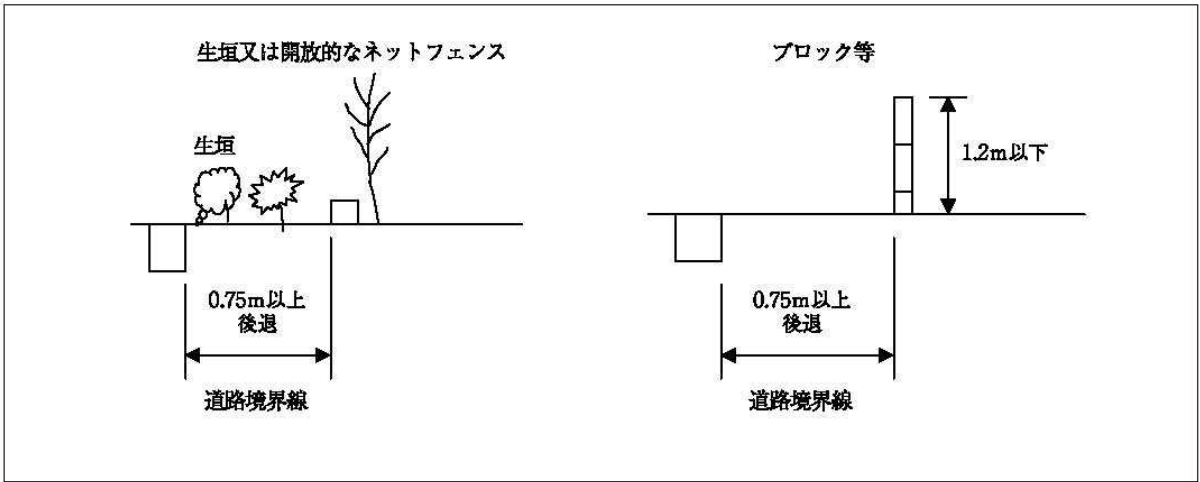 生垣又は開放的なネットフェンス
生垣
0.75m以上
後退
道路境界線
ブロック等
1.2m以下
0.75m以上
後退
道路境界線